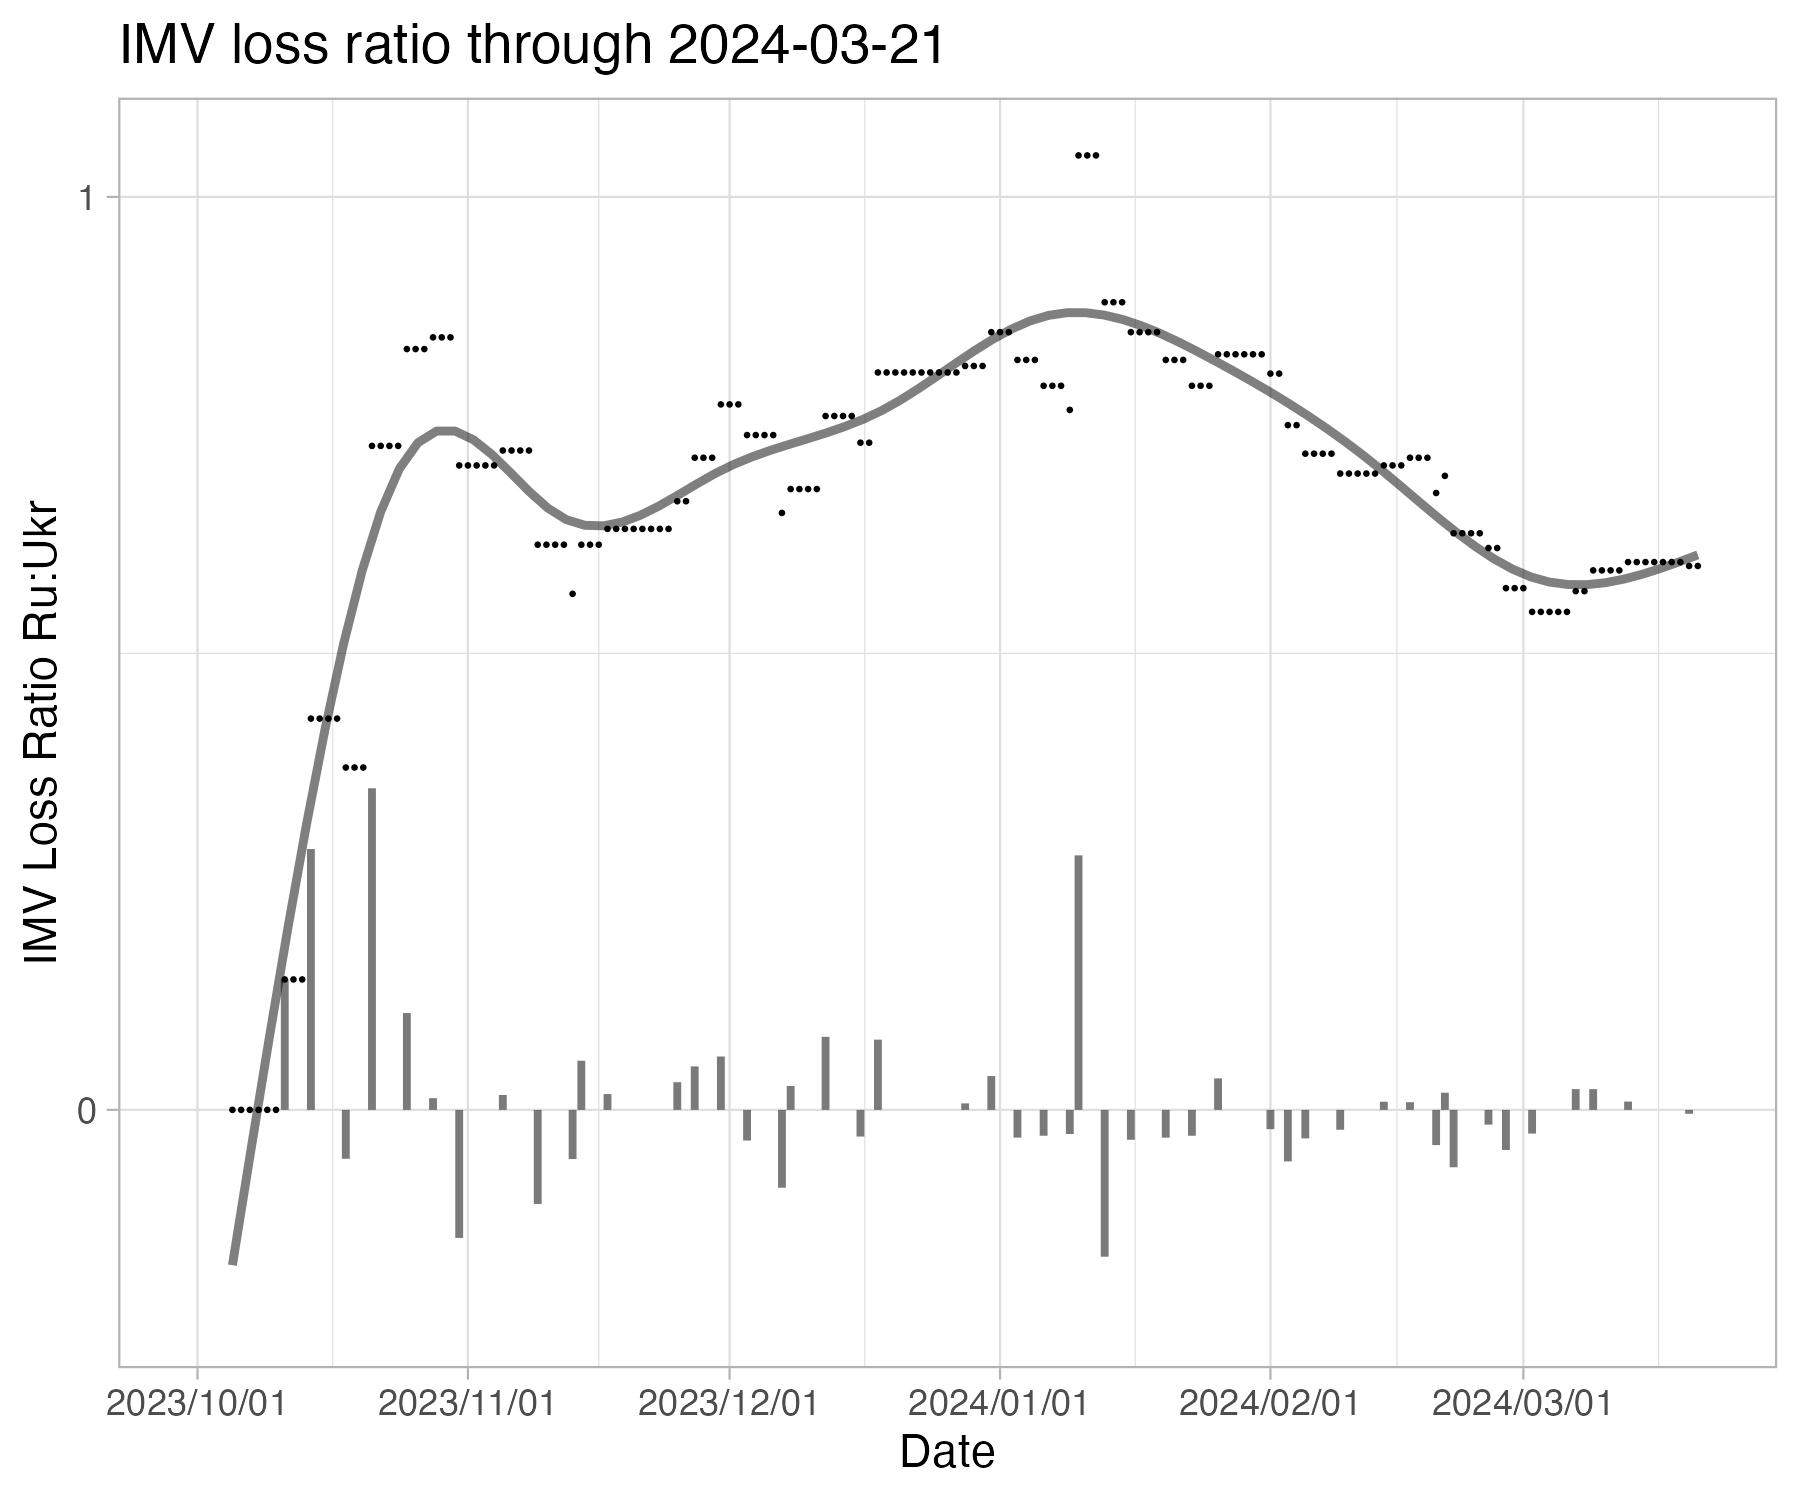 IMV loss ratio through 2024-03-21
IMV Loss Ratio Ru:Ukr
1
0
2023/10/01 2023/11/01 2023/12/01 2024/01/01 2024/02/01 2024/03/01
Date